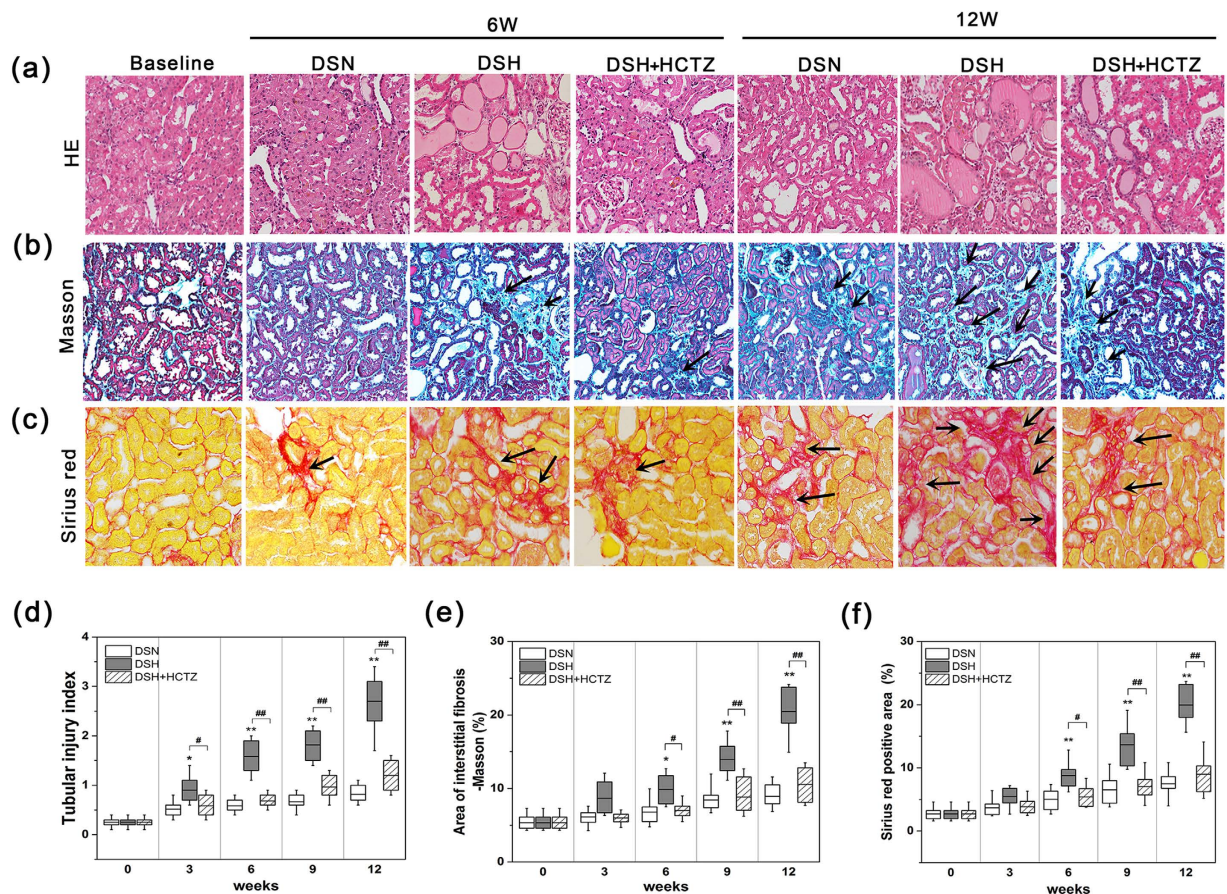 6W 12W
(a) Baseline DSN DSH DSH+HCTZ DSN DSH DSH+HCTZ
HE
(b)
Masson
(c)
Sirius red
(d)
Tubular injury index
4
3
2
1
0
DSN
DSH
DSH+HCTZ
* # ** ## ** ## ** ##
0 3 6 9 12
weeks
(e)
Area of interstitial fibrosis
-Masson (%)
30
20
10
0
DSN
DSH
DSH+HCTZ
* # ** ## ** ##
0 3 6 9 12
weeks
(f)
Sirius red positive area (%)
30
20
10
0
DSN
DSH
DSH+HCTZ
** # ** ## ** ##
0 3 6 9 12
weeks